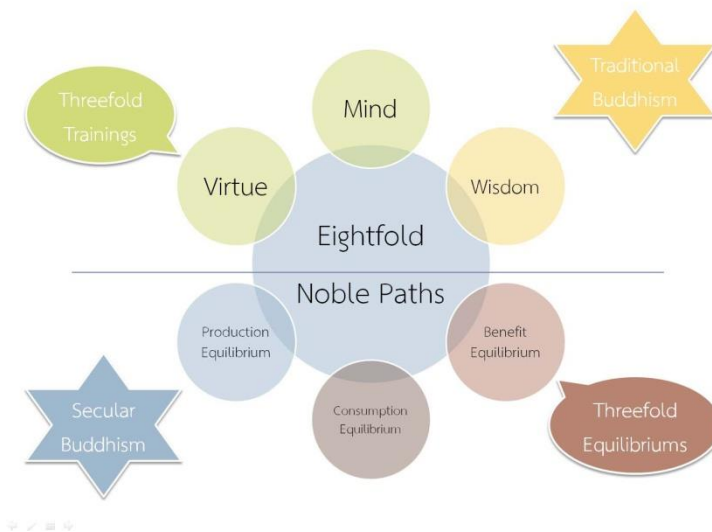 Traditional
Buddhism
Threefold
Trainings
Mind
Virtue
Wisdom
Eightfold
Noble Paths
Production
Equilibrium
Benefit
Equilibrium
Consumption
Equilibrium
Secular
Buddhism
Threefold
Equilibriums